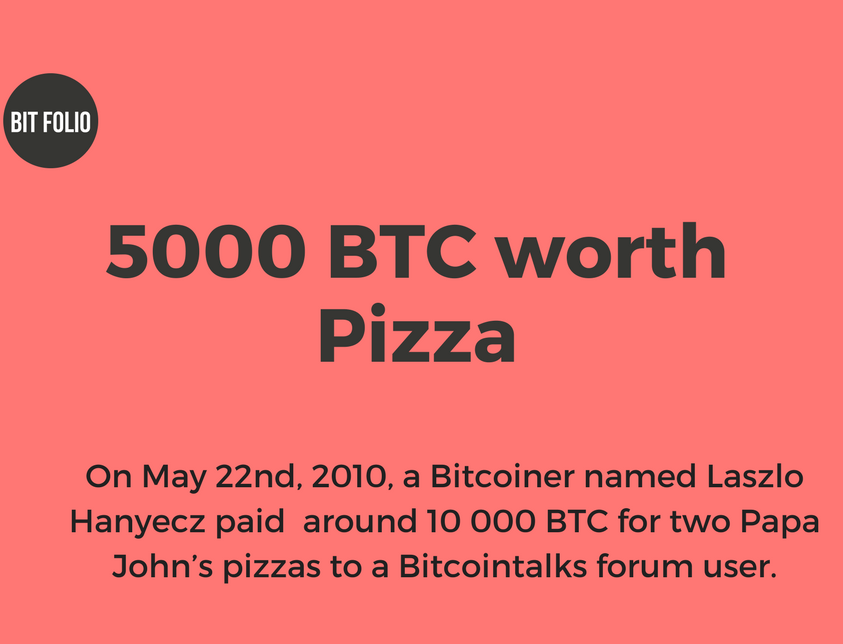 BIT FOLIO
5000 BTC worth
Pizza
On May 22nd, 2010, a Bitcoiner named Laszlo
Hanyecz paid  around 10 000 BTC for two Papa
John’s pizzas to a Bitcointalks forum user.